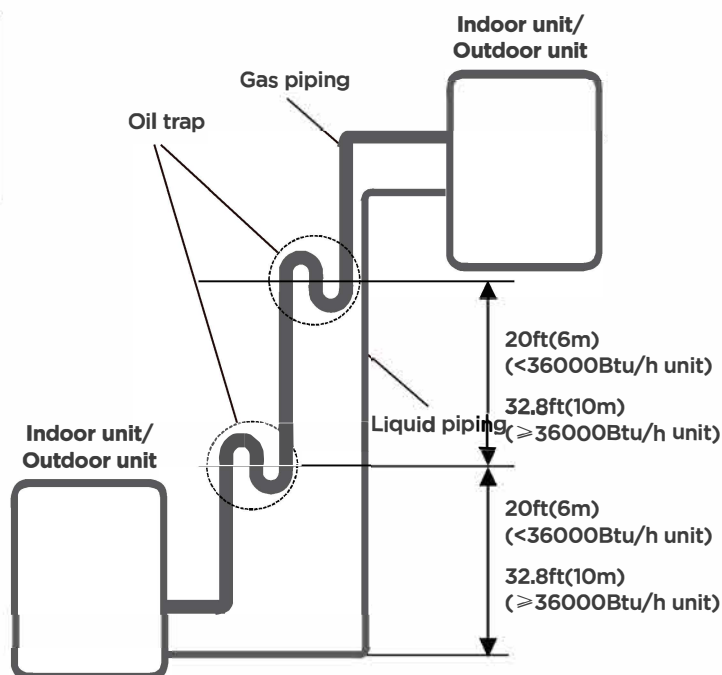 Indoor unit/
Outdoor unit
Gas piping
Oil trap
20ft(6m)
(<36000Btu/h unit)
32.8ft(10m)
(⩾36000Btu/h unit)
Liquid piping
Indoor unit/
Outdoor unit
20ft(6m)
(<36000Btu/h unit)
32.8ft(10m)
(⩾36000Btu/h unit)